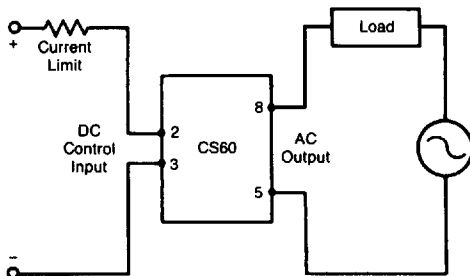 +
Current
Limit
Load
8
2
DC
Control
Input
CS60
AC
Output
3
5
−